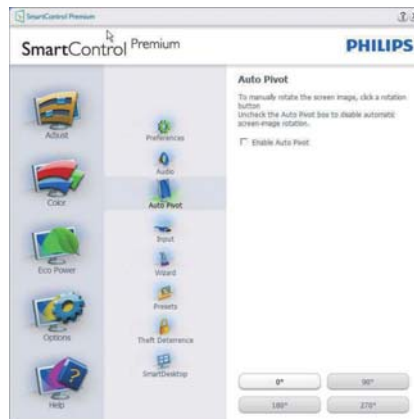 SmartControl Premium
SmartControl Premium
PHILIPS
Adjust
Color
Eco Power
Options
Help
Preferences
Audio
Auto Pivot
Input
Wizard
Presets
Theft Deterrence
SmartDesktop
Auto Pivot
To manually rotate the screen image, click a rotation
button
Uncheck the Auto Pivot box to disable automatic
screen-image rotation.
Enable Auto Pivot
0°
90°
180°
270°